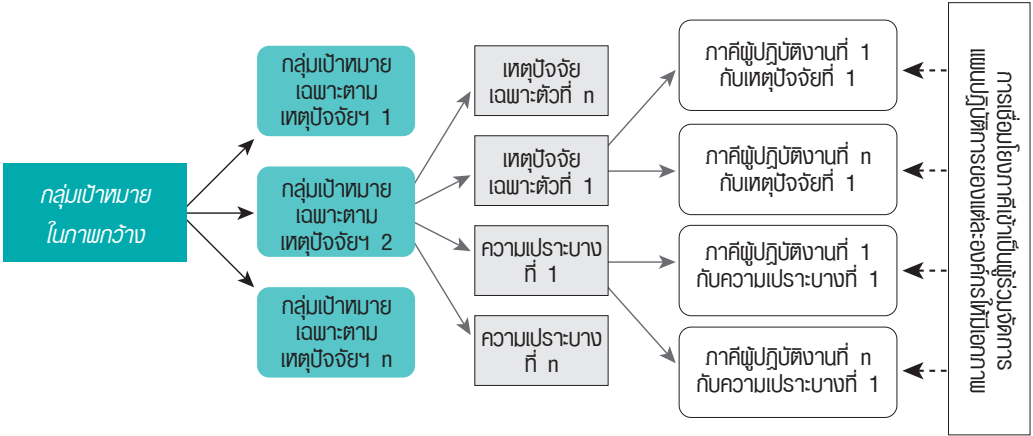 กลุ่มเป้าหมาย
ในภาพกว้าง
กลุ่มเป้าหมาย
เฉพาะตาม
เหตุปัจจัยฯ 1
กลุ่มเป้าหมาย
เฉพาะตาม
เหตุปัจจัยฯ 2
กลุ่มเป้าหมาย
เฉพาะตาม
เหตุปัจจัยฯ n
เหตุปัจจัย
เฉพาะตัวที่ n
เหตุปัจจัย
เฉพาะตัวที่ 1
ความเปราะบาง
ที่ 1
ความเปราะบาง
ที่ n
ภาคีผู้ปฏิบัติงานที่ 1
กับเหตุปัจจัยที่ 1
ภาคีผู้ปฏิบัติงานที่ n
กับเหตุปัจจัยที่ 1
ภาคีผู้ปฏิบัติงานที่ 1
กับความเปราะบางที่ 1
ภาคีผู้ปฏิบัติงานที่ n
กับความเปราะบางที่ 1
การเชื่อมโยงภาคีเข้าเป็นผู้ร่วมจัดการ
แผนปฏิบัติการของแต่ละองค์กรให้มีเอกภาพ